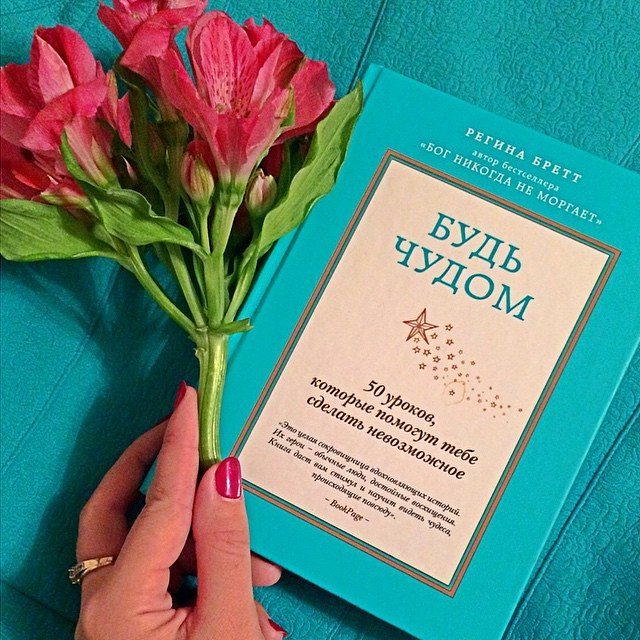 РЕГИНА БРЕТТ
автор бестселлера
«БОГ НИКОГДА НЕ МОРГАЕТ»
БУДЬ
ЧУДОМ
50 уроков,
которые помогут тебе
сделать невозможное
«Это целая сокровищница вдохновляющих историй.
Их герои – обычные люди, достойные восхищения.
Книга даст вам стимул и научит видеть чудеса,
происходящие повсюду».
– BookPage –